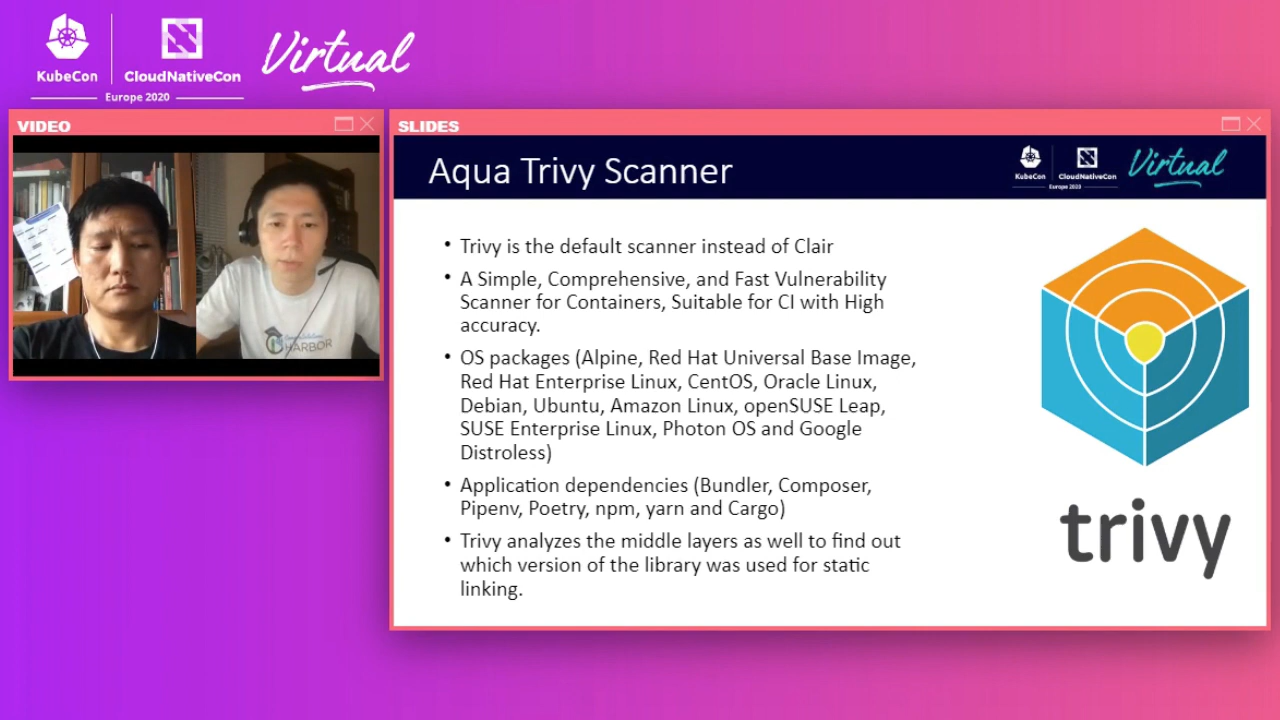 KubeCon
CloudNativeCon
Europe 2020
Virtual
VIDEO
HARBOR
SLIDES
Aqua Trivy Scanner
KubeCon
CloudNativeCon
Europe 2020
Virtual
• Trivy is the default scanner instead of Clair
• A Simple, Comprehensive, and Fast Vulnerability
Scanner for Containers, Suitable for CI with High
accuracy.
• OS packages (Alpine, Red Hat Universal Base Image,
Red Hat Enterprise Linux, CentOS, Oracle Linux,
Debian, Ubuntu, Amazon Linux, openSUSE Leap,
SUSE Enterprise Linux, Photon OS and Google
Distroless)
• Application dependencies (Bundler, Composer,
Pipenv, Poetry, npm, yarn and Cargo)
• Trivy analyzes the middle layers as well to find out
which version of the library was used for static
linking.
trivy